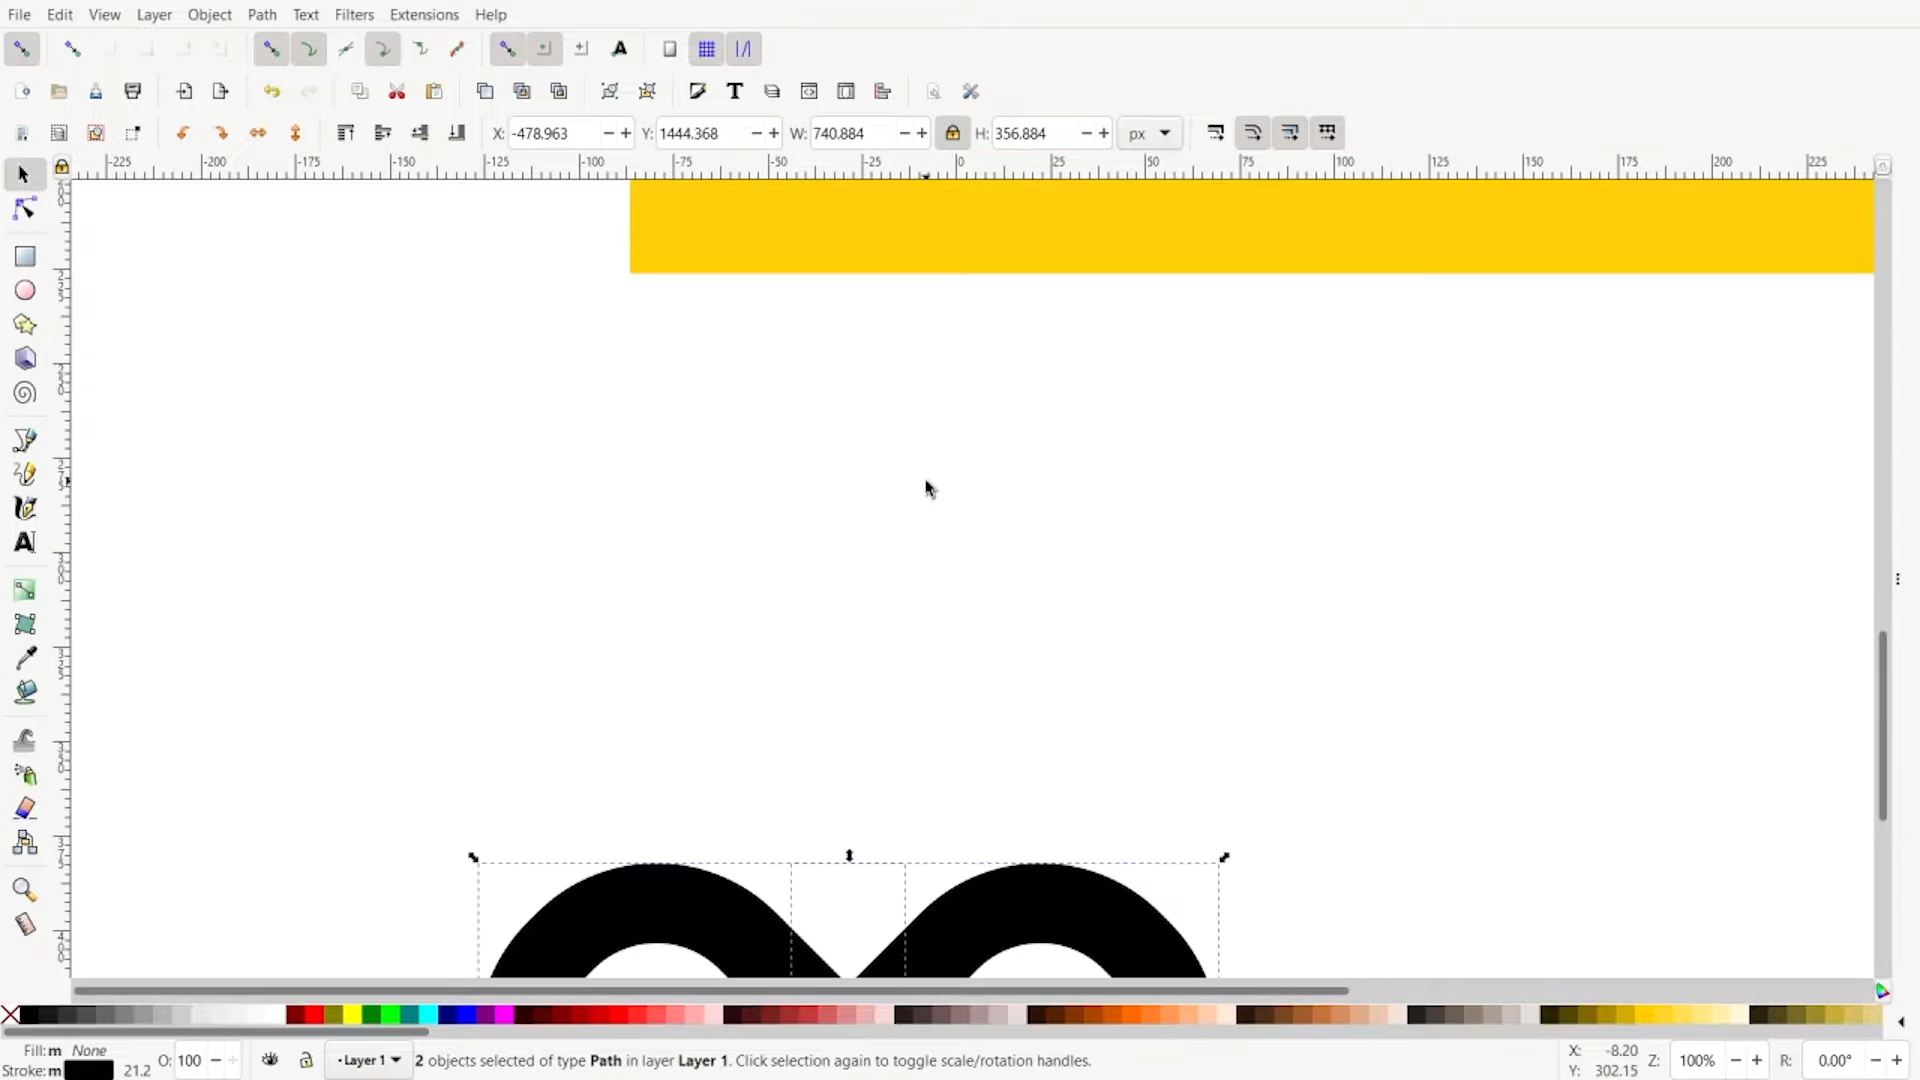 File Edit View Layer Object Path Text Filters Extensions Help
X: -478.963 Y: 1444.368 W: 740.884 H: 356.884 px
-225 -200 -175 -150 -125 -100 -75 -50 -25 0 25 50 75 100 125 150 175 200 225
Fill: m None
Stroke: m 21.2
O: 100
Layer 1
2 objects selected of type Path in layer Layer 1. Click selection again to toggle scale/rotation handles.
X: -8.20
Y: 302.15
Z: 100% R: 0.00°